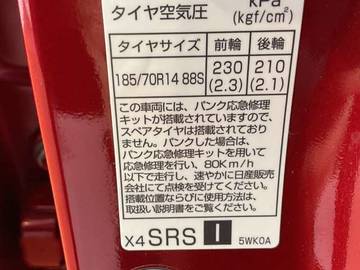 タイヤ空気圧 kPa
(kgf/cm²)
タイヤサイズ 前輪 後輪
185/70R14 88S 230 210
(2.3) (2.1)
この車両には、パンク応急修理
キットが搭載されていますので、
スペアタイヤは搭載されており
ません。パンクした場合は、
パンク応急修理キットを用いて
応急修理を行い、80Km/h
以下で走行し、速やかに日産販売
会社にて点検を受けてください。
搭載位置ならびに使用方法は、
取扱い説明書をご覧ください。
X4 SRS I 5WK0A